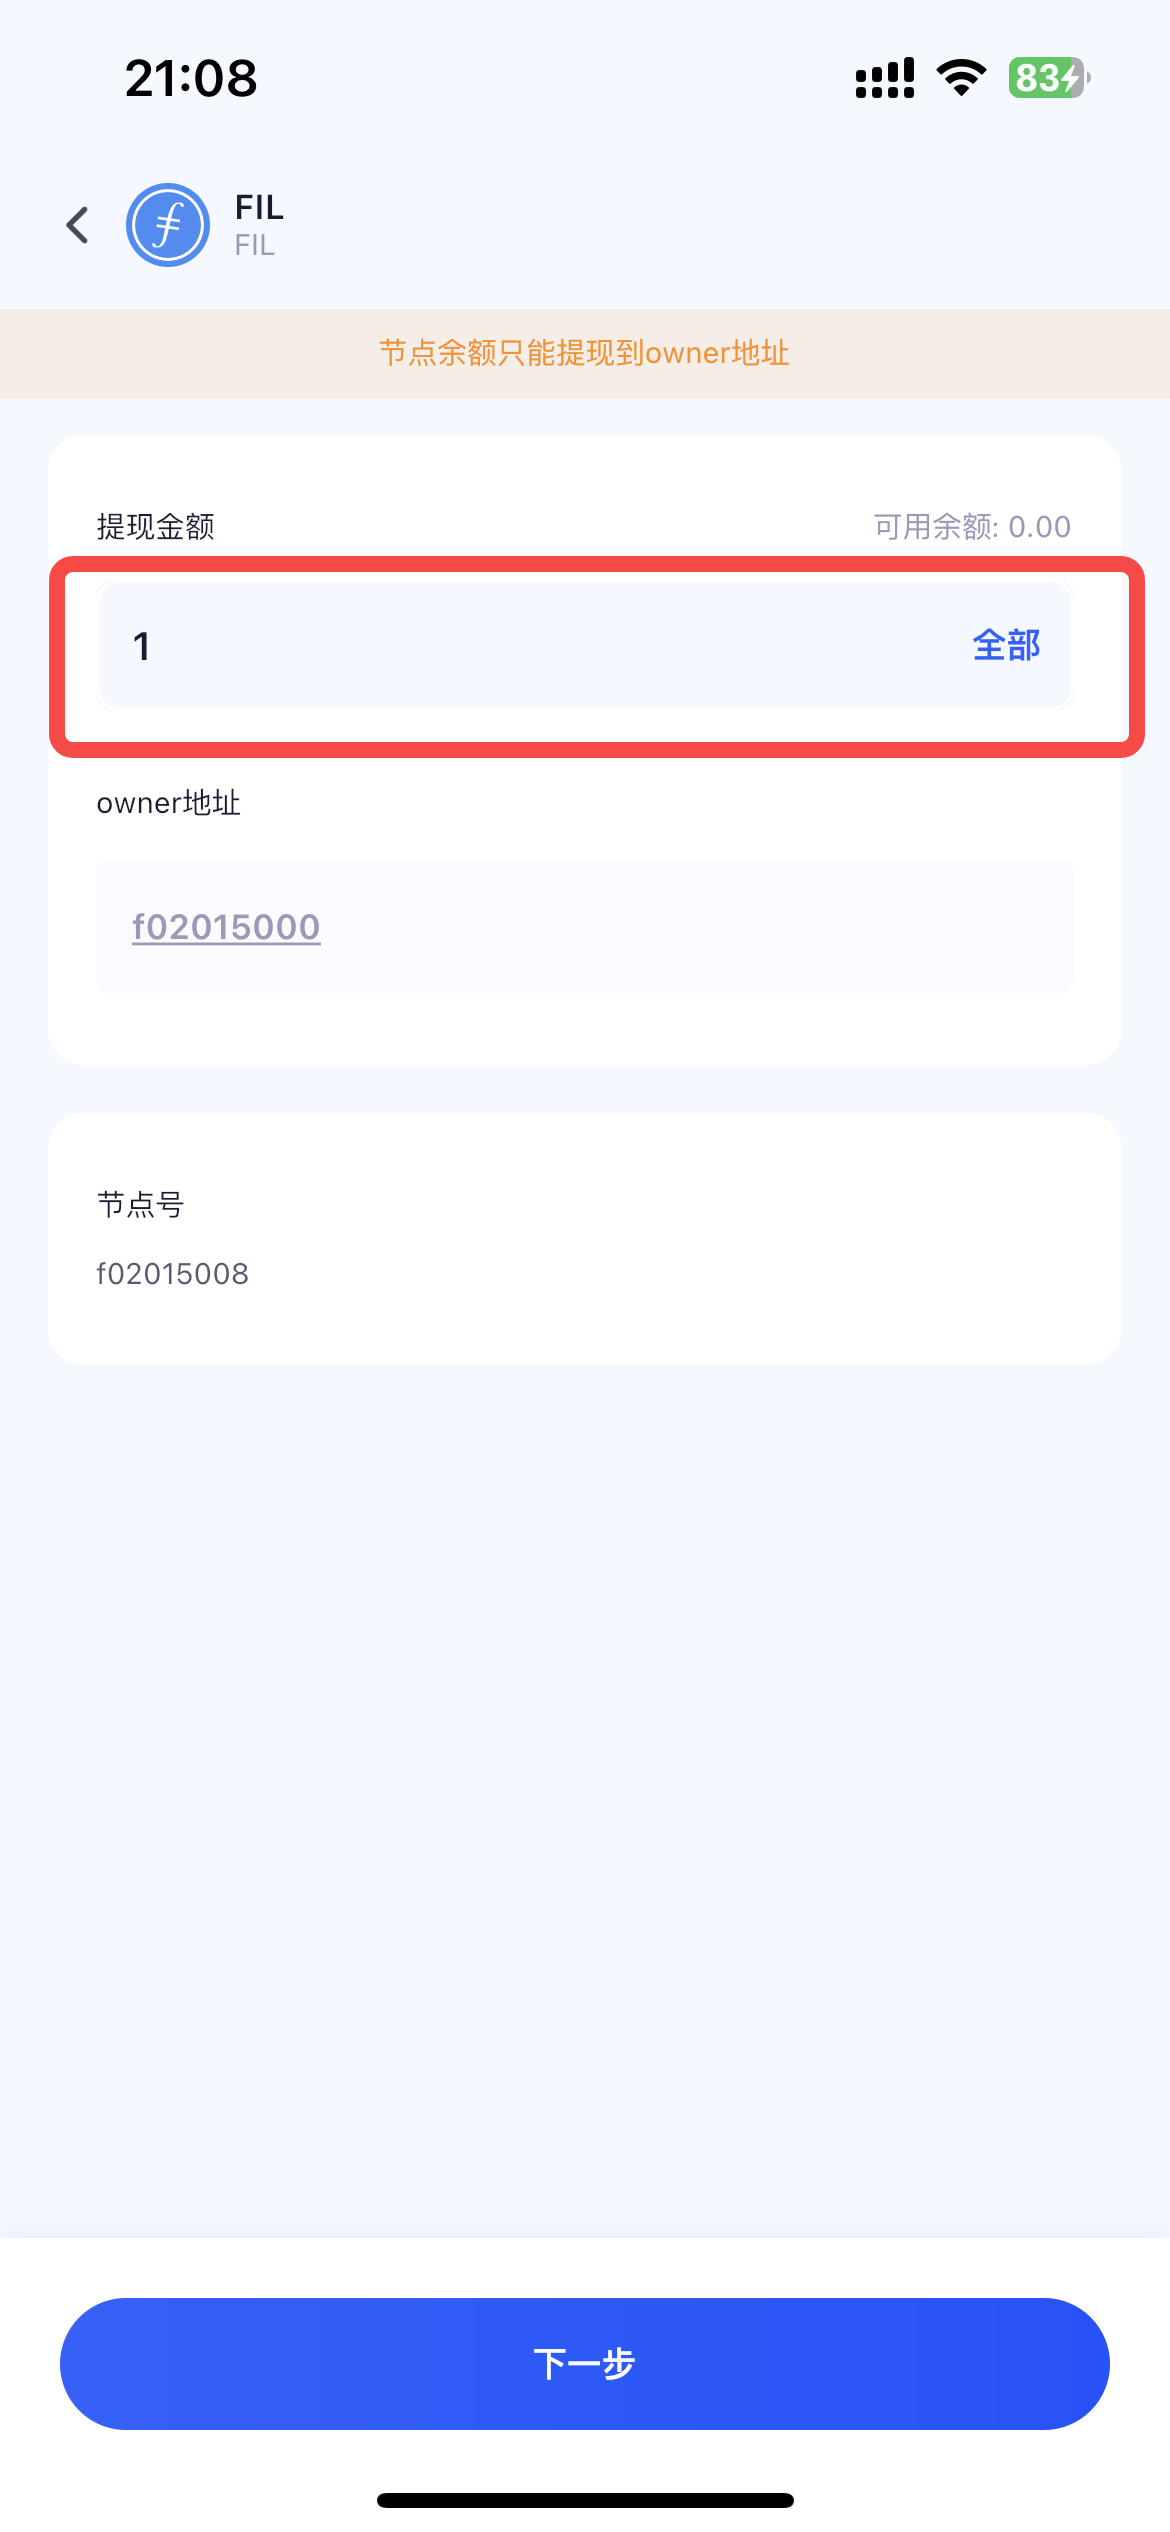 21:08
83
FIL
FIL
节点余额只能提现到owner地址
提现金额
可用余额: 0.00
1
全部
owner地址
f02015000
节点号
f02015008
下一步